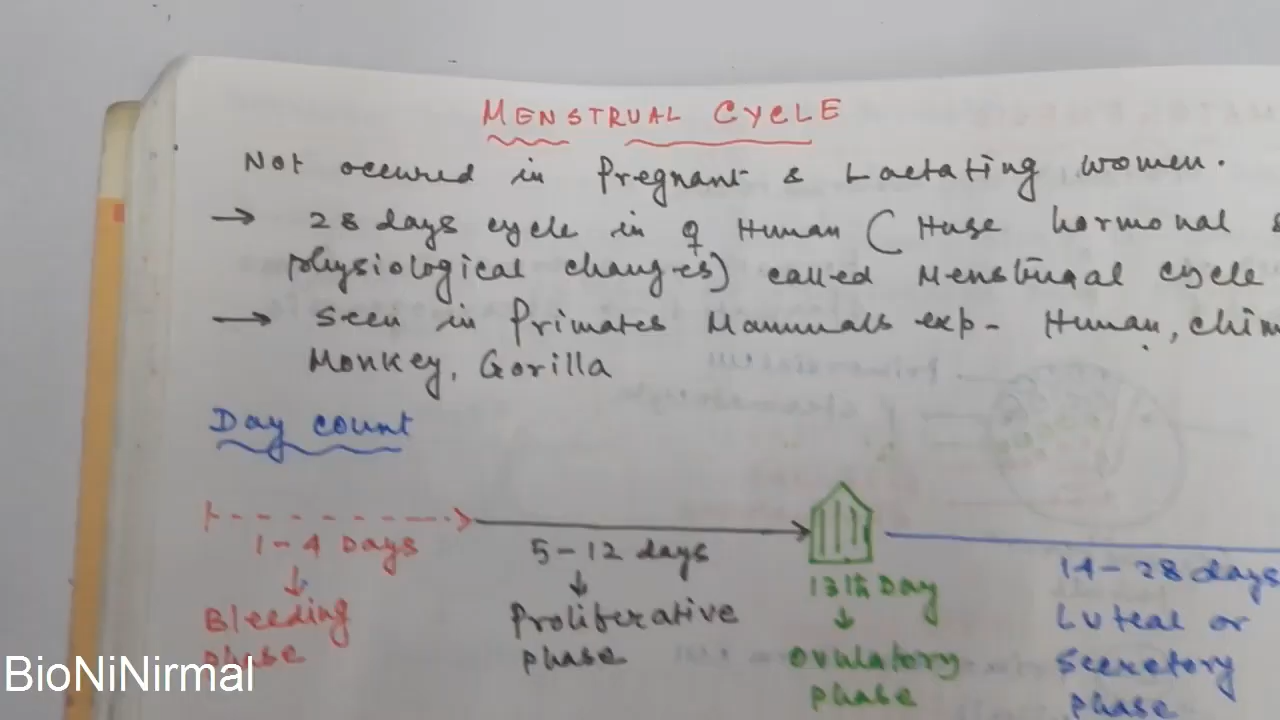 MENSTRUAL CYCLE
Not occured in Pregnant & Lactating women.
→ 28 days cycle in ♀ Human ( Huge hormonal &
physiological changes) called Menstrual cycle
→ Seen in Primates Mammals exp- Human, chim
Monkey, Gorilla
Day count
1-4 Days
5-12 days
13th Day
14-28 days
↓
↓
↓
Bleeding
phase
Proliferative
phase
Ovulatory
phase
Luteal or
Secretory
phase
BioNiNirmal